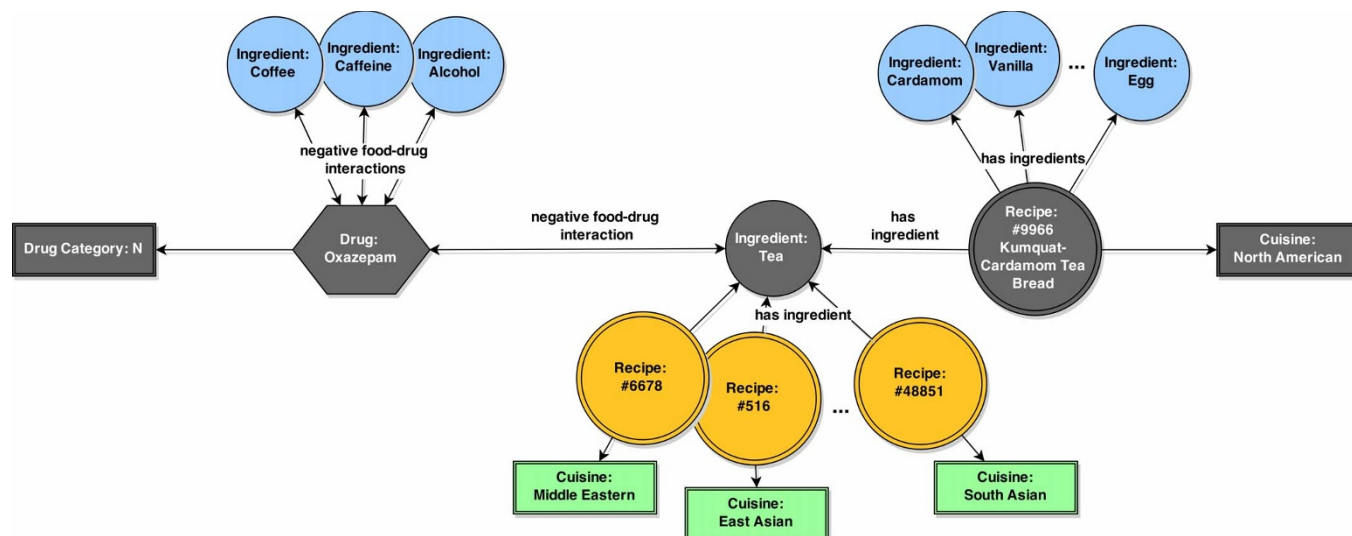 Ingredient:
Coffee
Ingredient:
Caffeine
Ingredient:
Alcohol
Ingredient:
Cardamom
Ingredient:
Vanilla
...
Ingredient:
Egg
negative food-drug
interactions
has ingredients
Drug Category: N
Drug:
Oxazepam
negative food-drug
interaction
Ingredient:
Tea
has
ingredient
Recipe:
#9966
Kumquat-
Cardamom Tea
Bread
Cuisine:
North American
has ingredient
Recipe:
#6678
Recipe:
#516
...
Recipe:
#48851
Cuisine:
Middle Eastern
Cuisine:
East Asian
Cuisine:
South Asian